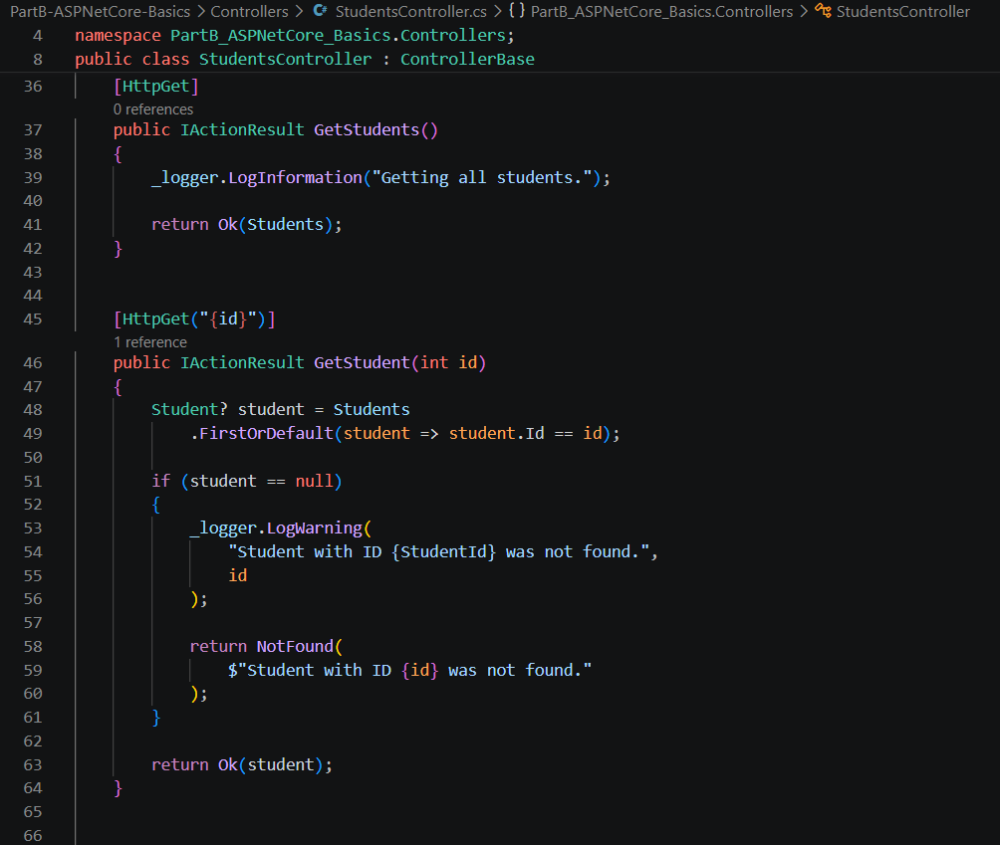 PartB-ASPNetCore-Basics > Controllers > C# StudentsController.cs > {} PartB_ASPNetCore_Basics.Controllers > StudentsController
4 namespace PartB_ASPNetCore_Basics.Controllers;
8 public class StudentsController : ControllerBase
36     [HttpGet]
0 references
37     public IActionResult GetStudents()
38     {
39         _logger.LogInformation("Getting all students.");
40
41         return Ok(Students);
42     }
43
44
45     [HttpGet("{id}")]
1 reference
46     public IActionResult GetStudent(int id)
47     {
48         Student? student = Students
49             .FirstOrDefault(student => student.Id == id);
50
51         if (student == null)
52         {
53             _logger.LogWarning(
54                 "Student with ID {StudentId} was not found.",
55                 id
56             );
57
58             return NotFound(
59                 $"Student with ID {id} was not found."
60             );
61         }
62
63         return Ok(student);
64     }
65
66